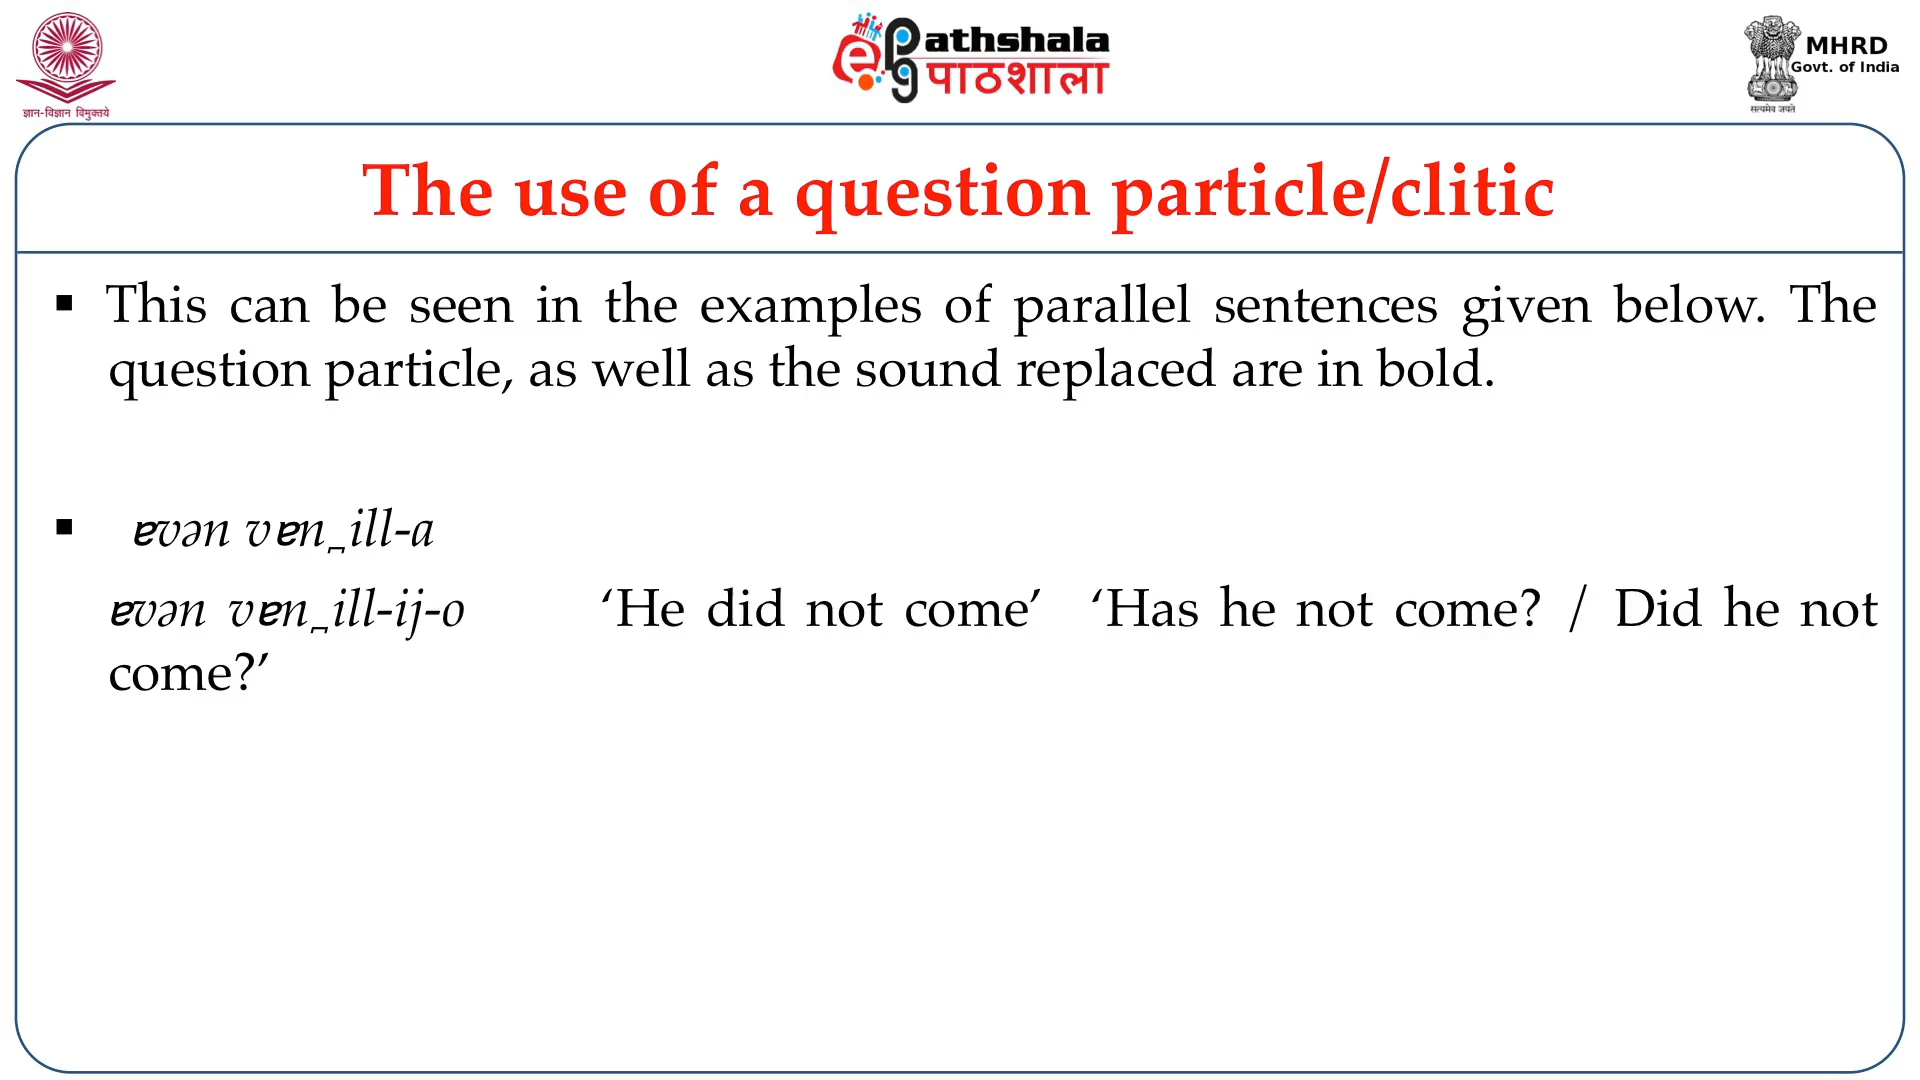 ज्ञान-विज्ञान विमुक्तये
e
pg
athshala
पाठशाला
MHRD
Govt. of India
सत्यमेव जयते
The use of a question particle/clitic
▪ This can be seen in the examples of parallel sentences given below. The
question particle, as well as the sound replaced are in bold.
▪ ɐvən vɐn̪ill-a
ɐvən vɐn̪ill-ij-o ‘He did not come’ ‘Has he not come? / Did he not
come?’